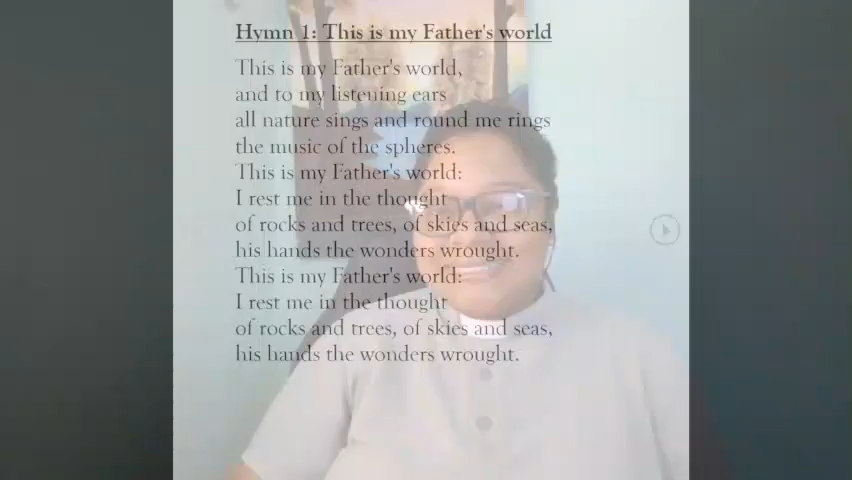 Hymn 1: This is my Father's world
This is my Father's world,
and to my listening ears
all nature sings and round me rings
the music of the spheres.
This is my Father's world:
I rest me in the thought
of rocks and trees, of skies and seas,
his hands the wonders wrought.
This is my Father's world:
I rest me in the thought
of rocks and trees, of skies and seas,
his hands the wonders wrought.